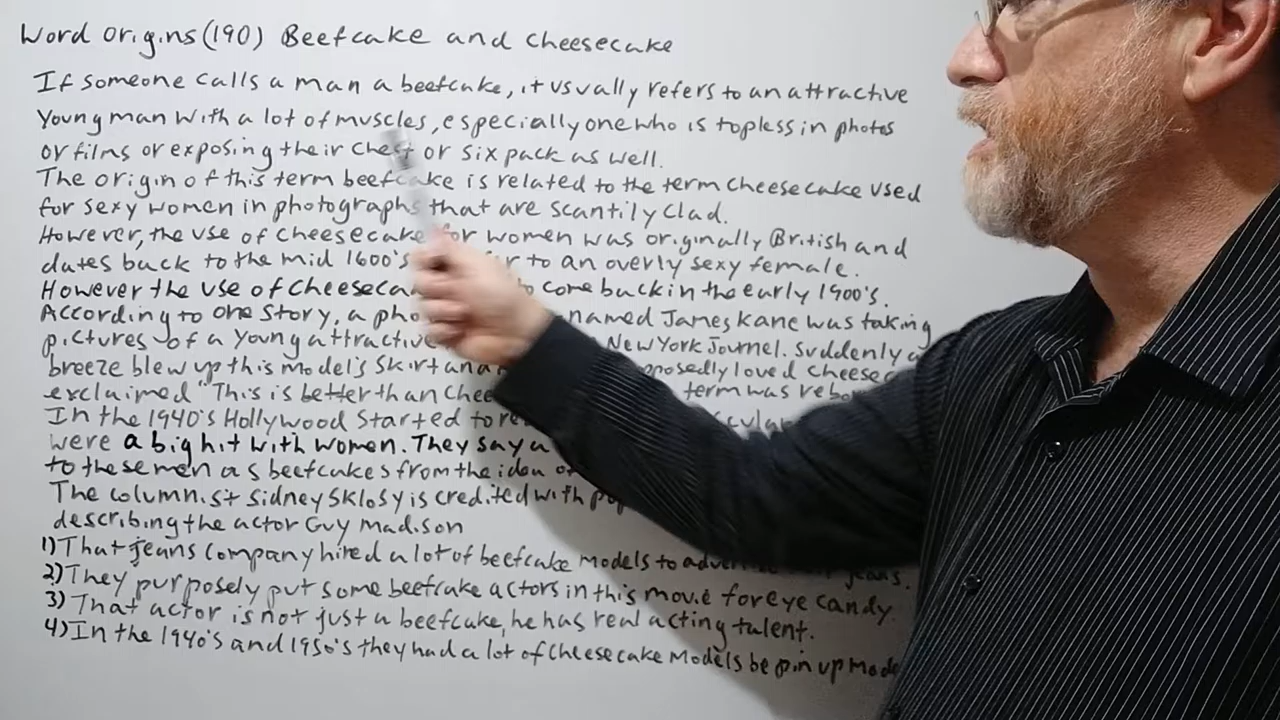 Word Origins (190) Beefcake and Cheesecake
If someone calls a man a beefcake, it usually refers to an attractive
Young man with a lot of muscles, especially one who is topless in photos
or films or exposing their chest or six pack as well.
The origin of this term beefcake is related to the term cheesecake used
for sexy women in photographs that are scantily clad.
However, the use of cheesecake for women was originally British and
dates back to the mid 1600's to an overly sexy female.
However the use of cheesecake to come back in the early 1900's.
According to one story, a named James Kane was taking
pictures of a young attractive New York Journel. Suddenly a
breeze blew up this model's skirt and loved
exclaimed "This is better than term was
In the 1940's Hollywood started to
were a big hit with women. They say a
to these men as beefcakes from the idea of
The columnist Sidney Sklosy is credited with
describing the actor Guy Madison
1) That jeans company hired a lot of beefcake models to jeans.
2) They purposely put some beefcake actors in this movie for eye candy.
3) That actor is not just a beefcake, he has real acting talent.
4) In the 1940's and 1950's they had a lot of cheesecake models be pin up